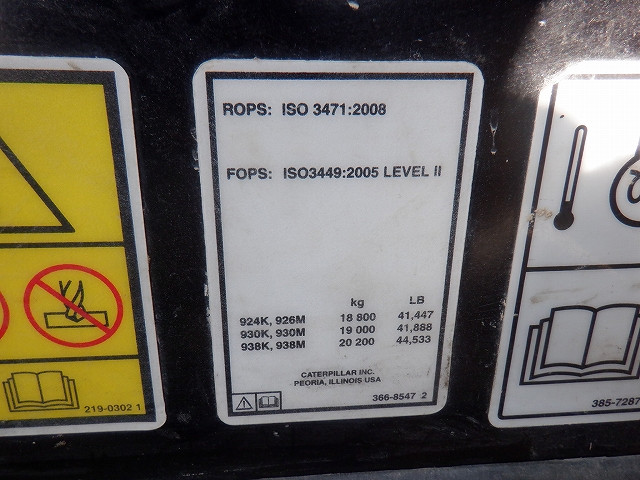 ROPS: ISO 3471:2008
FOPS: ISO3449:2005 LEVEL II
kg LB
924K, 926M 18 800 41,447
930K, 930M 19 000 41,888
938K, 938M 20 200 44,533
CATERPILLAR INC.
PEORIA, ILLINOIS USA
366-8547 2
219-0302 1
385-7287